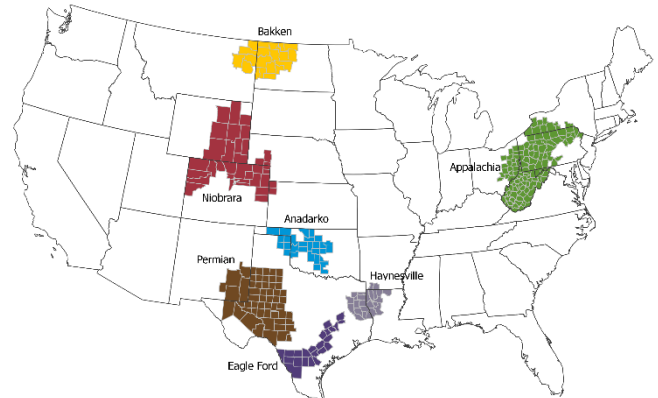 Bakken
Appalachia
Niobrara
Anadarko
Permian
Haynesville
Eagle Ford